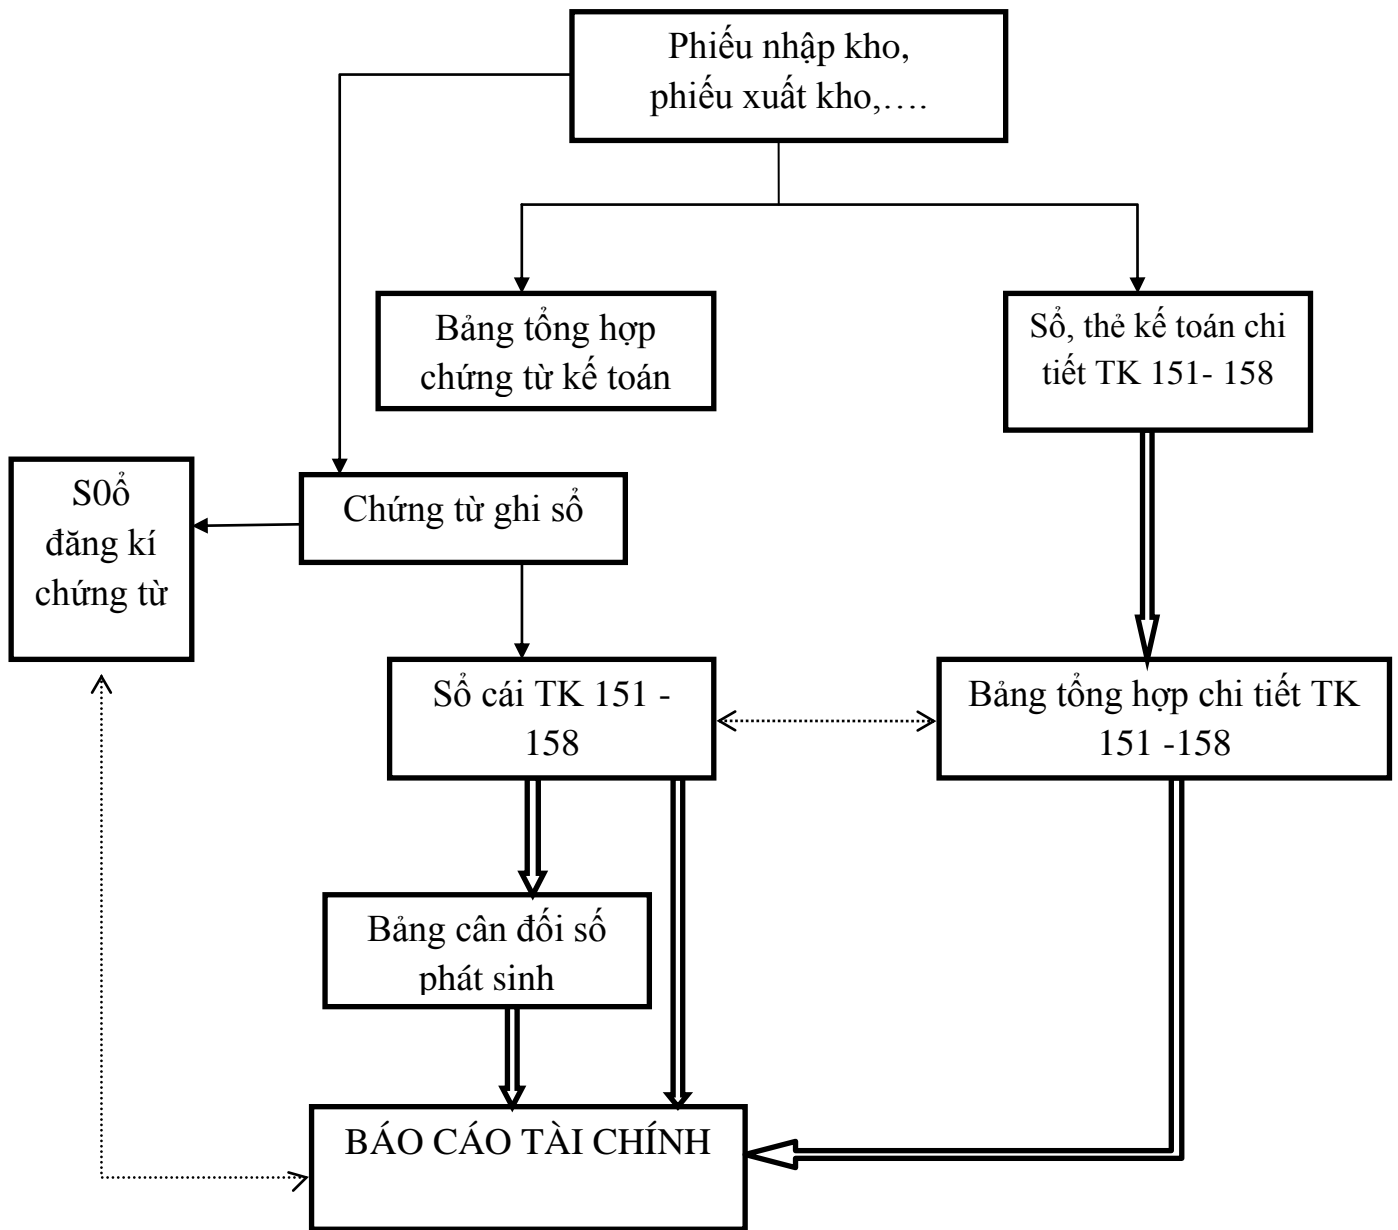 Phiếu nhập kho,
phiếu xuất kho,….
Bảng tổng hợp
chứng từ kế toán
Sổ, thẻ kế toán chi
tiết TK 151- 158
S0ổ
đăng kí
chứng từ
Chứng từ ghi sổ
Sổ cái TK 151 -
158
Bảng tổng hợp chi tiết TK
151 -158
Bảng cân đối số
phát sinh
BÁO CÁO TÀI CHÍNH